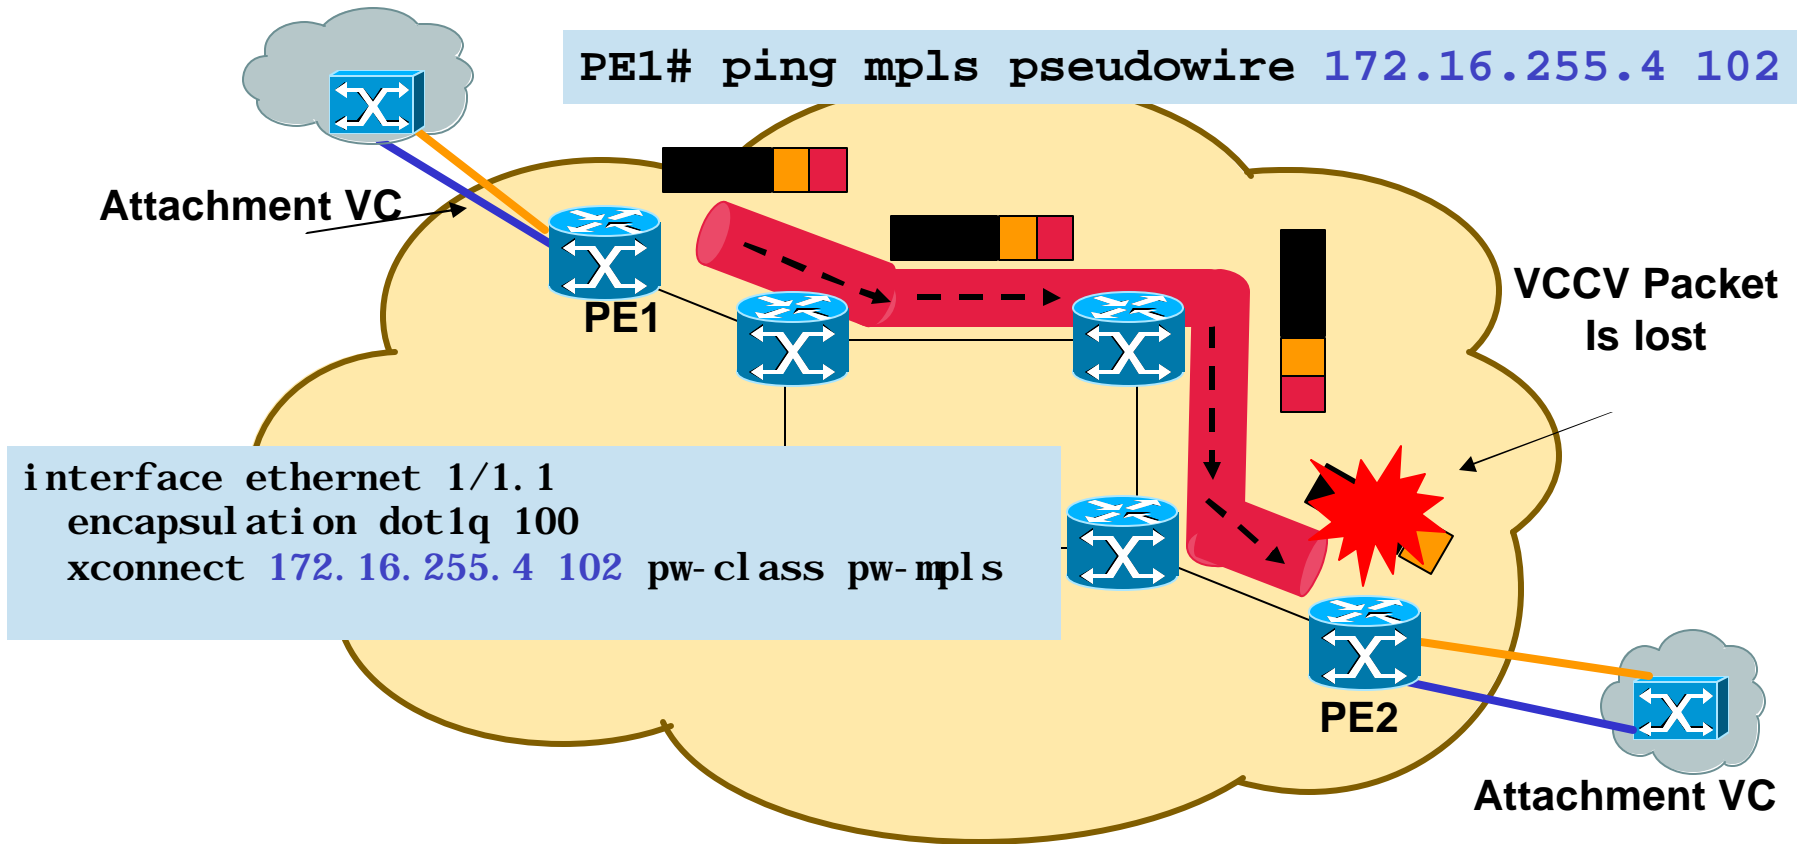 PE1# ping mpls pseudowire 172.16.255.4 102
Attachment VC
PE1
VCCV Packet
Is lost
interface ethernet 1/1.1
encapsulation dot1q 100
xconnect 172.16.255.4 102 pw-class pw-mpls
PE2
Attachment VC